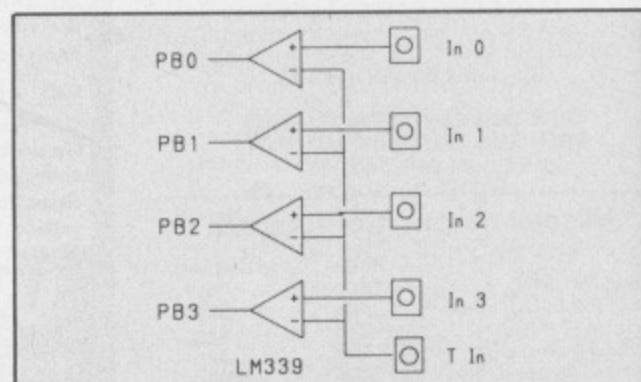 PB0 + − In 0
PB1 + − In 1
PB2 + − In 2
PB3 + − In 3
LM339 T In